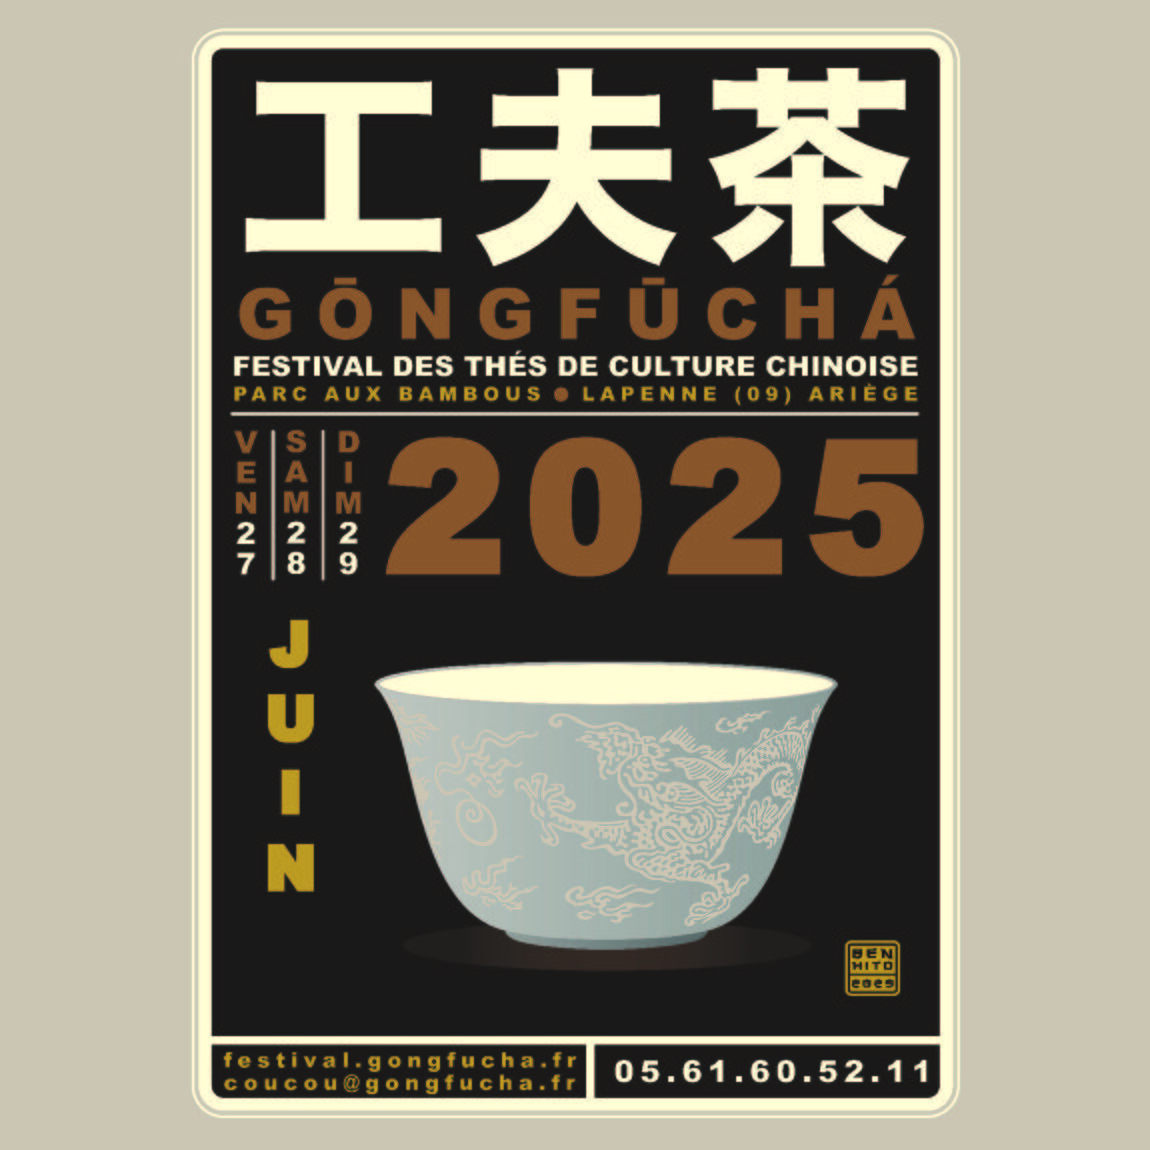 工夫茶
GŌNGFŪCHÁ
FESTIVAL DES THÉS DE CULTURE CHINOISE
PARC AUX BAMBOUS • LAPENNE (09) ARIÈGE
VEN 27
SAM 28
DIM 29
2025
JUIN
BEN
HITO
festival.gongfucha.fr
coucou@gongfucha.fr
05.61.60.52.11